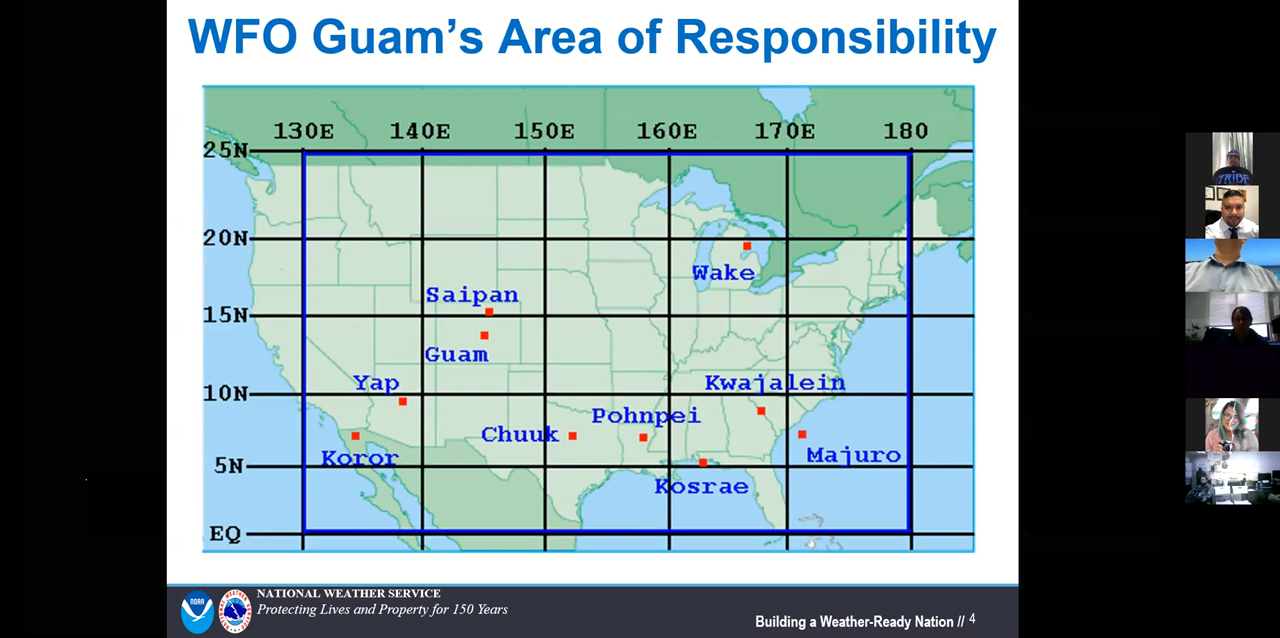 WFO Guam's Area of Responsibility
130E 140E 150E 160E 170E 180
25N
20N
Wake
Saipan
15N
Guam
Yap
Kwajalein
10N
Pohnpei
Chuuk
Majuro
Koror
5N
Kosrae
EQ
NOAA
NATIONAL WEATHER SERVICE
Protecting Lives and Property for 150 Years
Building a Weather-Ready Nation // 4
TRIBE